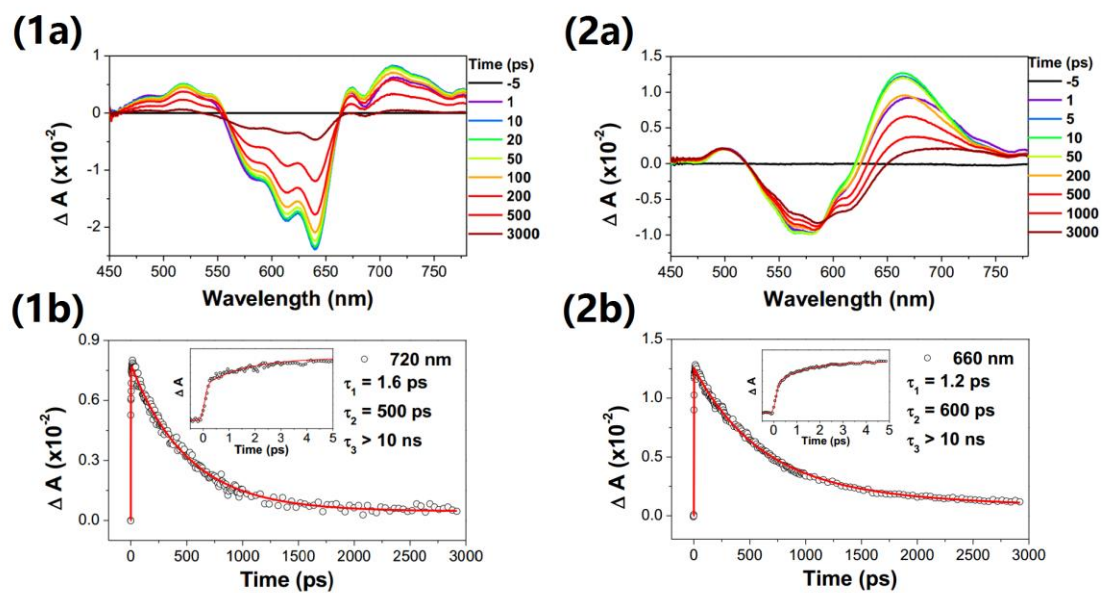 (1a)
Δ A (x10⁻²)
1
0
-1
-2
450 500 550 600 650 700 750
Wavelength (nm)
Time (ps)
-5
1
10
20
50
100
200
500
3000
(2a)
Δ A (x10⁻²)
1.5
1.0
0.5
0.0
-0.5
-1.0
450 500 550 600 650 700 750
Wavelength (nm)
Time (ps)
-5
1
5
10
50
200
500
1000
3000
(1b)
Δ A (x10⁻²)
0.9
0.6
0.3
0.0
0 500 1000 1500 2000 2500 3000
Time (ps)
Δ A
0 1 2 3 4 5
Time (ps)
720 nm
τ₁ = 1.6 ps
τ₂ = 500 ps
τ₃ > 10 ns
(2b)
Δ A (x10⁻²)
1.5
1.0
0.5
0.0
0 500 1000 1500 2000 2500 3000
Time (ps)
Δ A
0 1 2 3 4 5
Time (ps)
660 nm
τ₁ = 1.2 ps
τ₂ = 600 ps
τ₃ > 10 ns